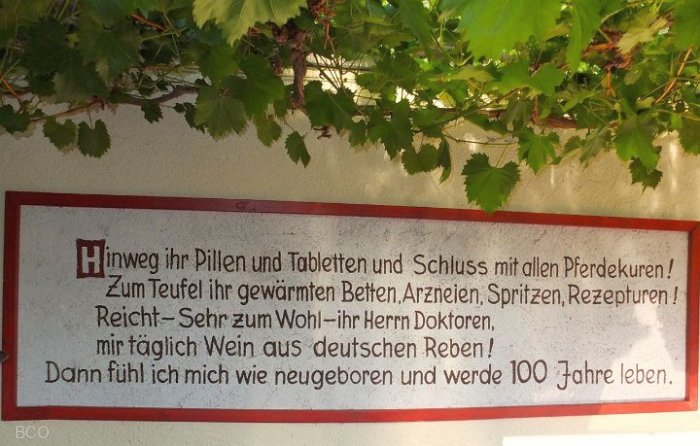 Hinweg ihr Pillen und Tabletten und Schluss mit allen Pferdekuren!
Zum Teufel ihr gewärmten Betten, Arzneien, Spritzen, Rezepturen!
Reicht – Sehr zum Wohl – ihr Herrn Doktoren,
mir täglich Wein aus deutschen Reben!
Dann fühl ich mich wie neugeboren und werde 100 Jahre leben.
BCO